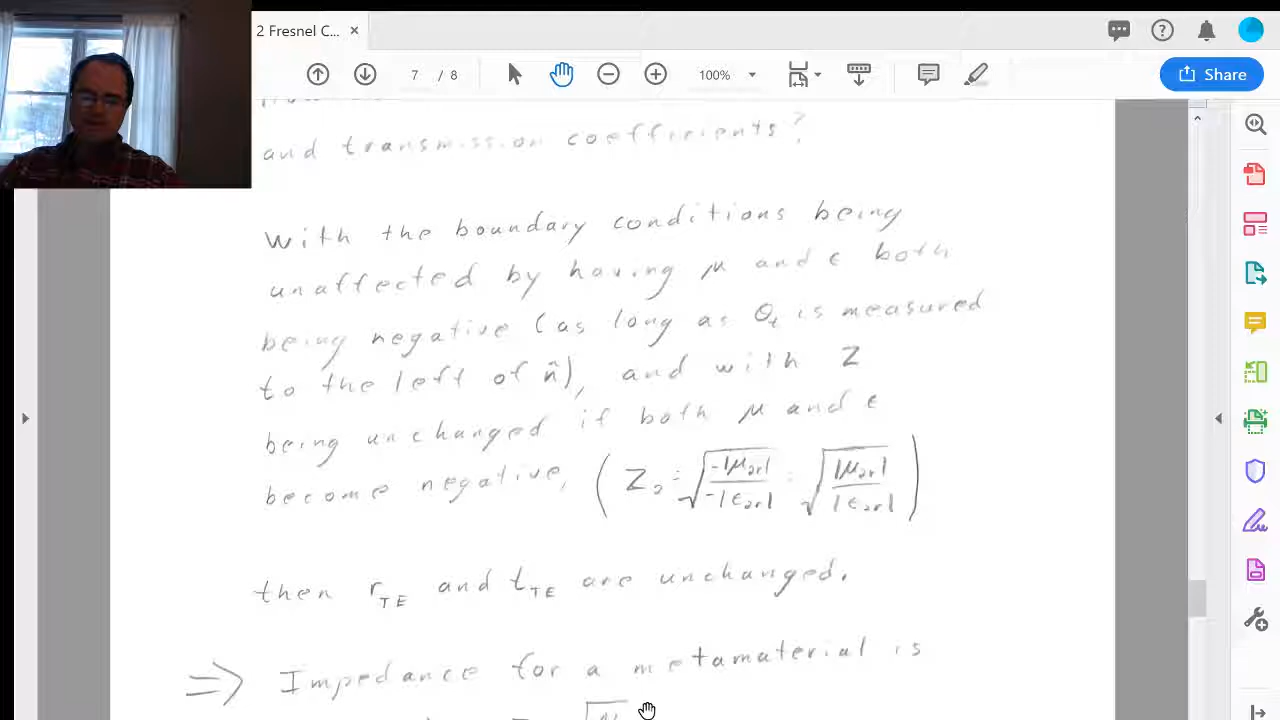 2 Fresnel C...
7 / 8
100%
Share
and transmission coefficients?
With the boundary conditions being
unaffected by having μ and ϵ both
being negative (as long as θt is measured
to the left of n̂), and with Z
being unchanged if both μ and ϵ
become negative, (Z₂ = √(-|μ₂r|/-|ϵ₂r|) = √(|μ₂r|/|ϵ₂r|))
then rTE and tTE are unchanged.
⇒ Impedance for a metamaterial is